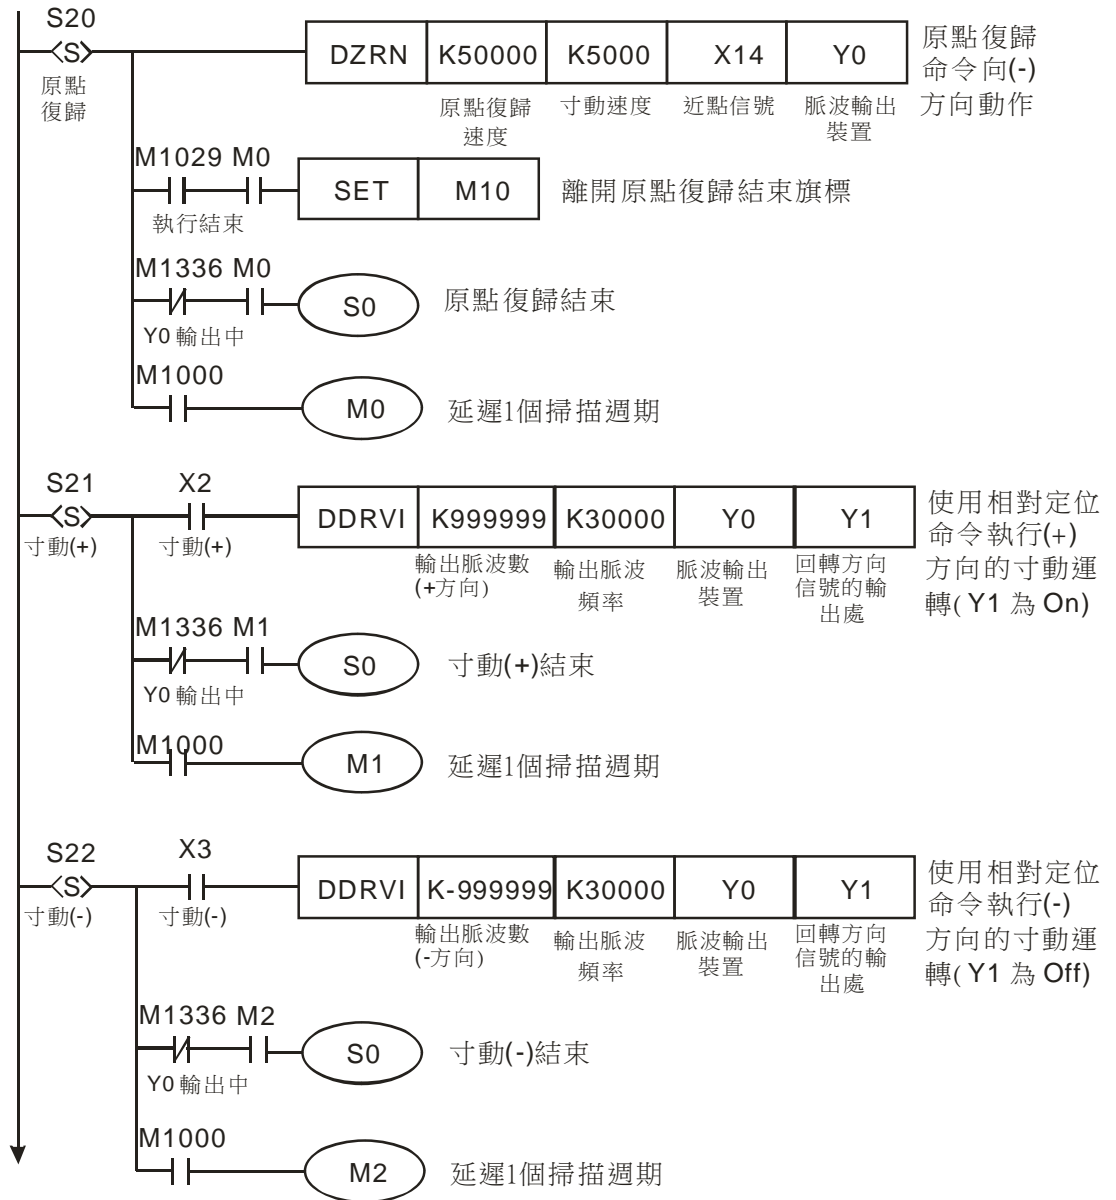 S20
S
原點
復歸
DZRN K50000 K5000 X14 Y0
原點復歸
速度
寸動速度
近點信號
脈波輸出
裝置
原點復歸
命令向(-)
方向動作
M1029 M0
執行結束
SET M10
離開原點復歸結束旗標
M1336 M0
Y0 輸出中
S0
原點復歸結束
M1000
M0
延遲1個掃描週期
S21
S
寸動(+)
X2
寸動(+)
DDRVI K999999 K30000 Y0 Y1
輸出脈波數
(+方向)
輸出脈波
頻率
脈波輸出
裝置
回轉方向
信號的輸
出處
使用相對定位
命令執行(+)
方向的寸動運
轉( Y1 為 On)
M1336 M1
Y0 輸出中
S0
寸動(+)結束
M1000
M1
延遲1個掃描週期
S22
S
寸動(-)
X3
寸動(-)
DDRVI K-999999 K30000 Y0 Y1
輸出脈波數
(-方向)
輸出脈波
頻率
脈波輸出
裝置
回轉方向
信號的輸
出處
使用相對定位
命令執行(-)
方向的寸動運
轉( Y1 為 Off)
M1336 M2
Y0 輸出中
S0
寸動(-)結束
M1000
M2
延遲1個掃描週期